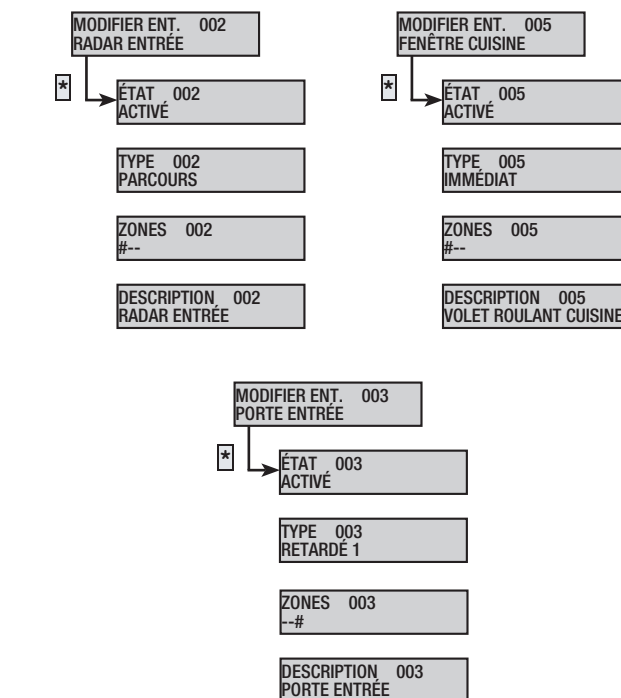 MODIFIER ENT. 002
RADAR ENTRÉE
*
ÉTAT 002
ACTIVÉ
TYPE 002
PARCOURS
ZONES 002
#--
DESCRIPTION 002
RADAR ENTRÉE
MODIFIER ENT. 005
FENÊTRE CUISINE
*
ÉTAT 005
ACTIVÉ
TYPE 005
IMMÉDIAT
ZONES 005
#--
DESCRIPTION 005
VOLET ROULANT CUISINE
MODIFIER ENT. 003
PORTE ENTRÉE
*
ÉTAT 003
ACTIVÉ
TYPE 003
RETARDÉ 1
ZONES 003
--#
DESCRIPTION 003
PORTE ENTRÉE